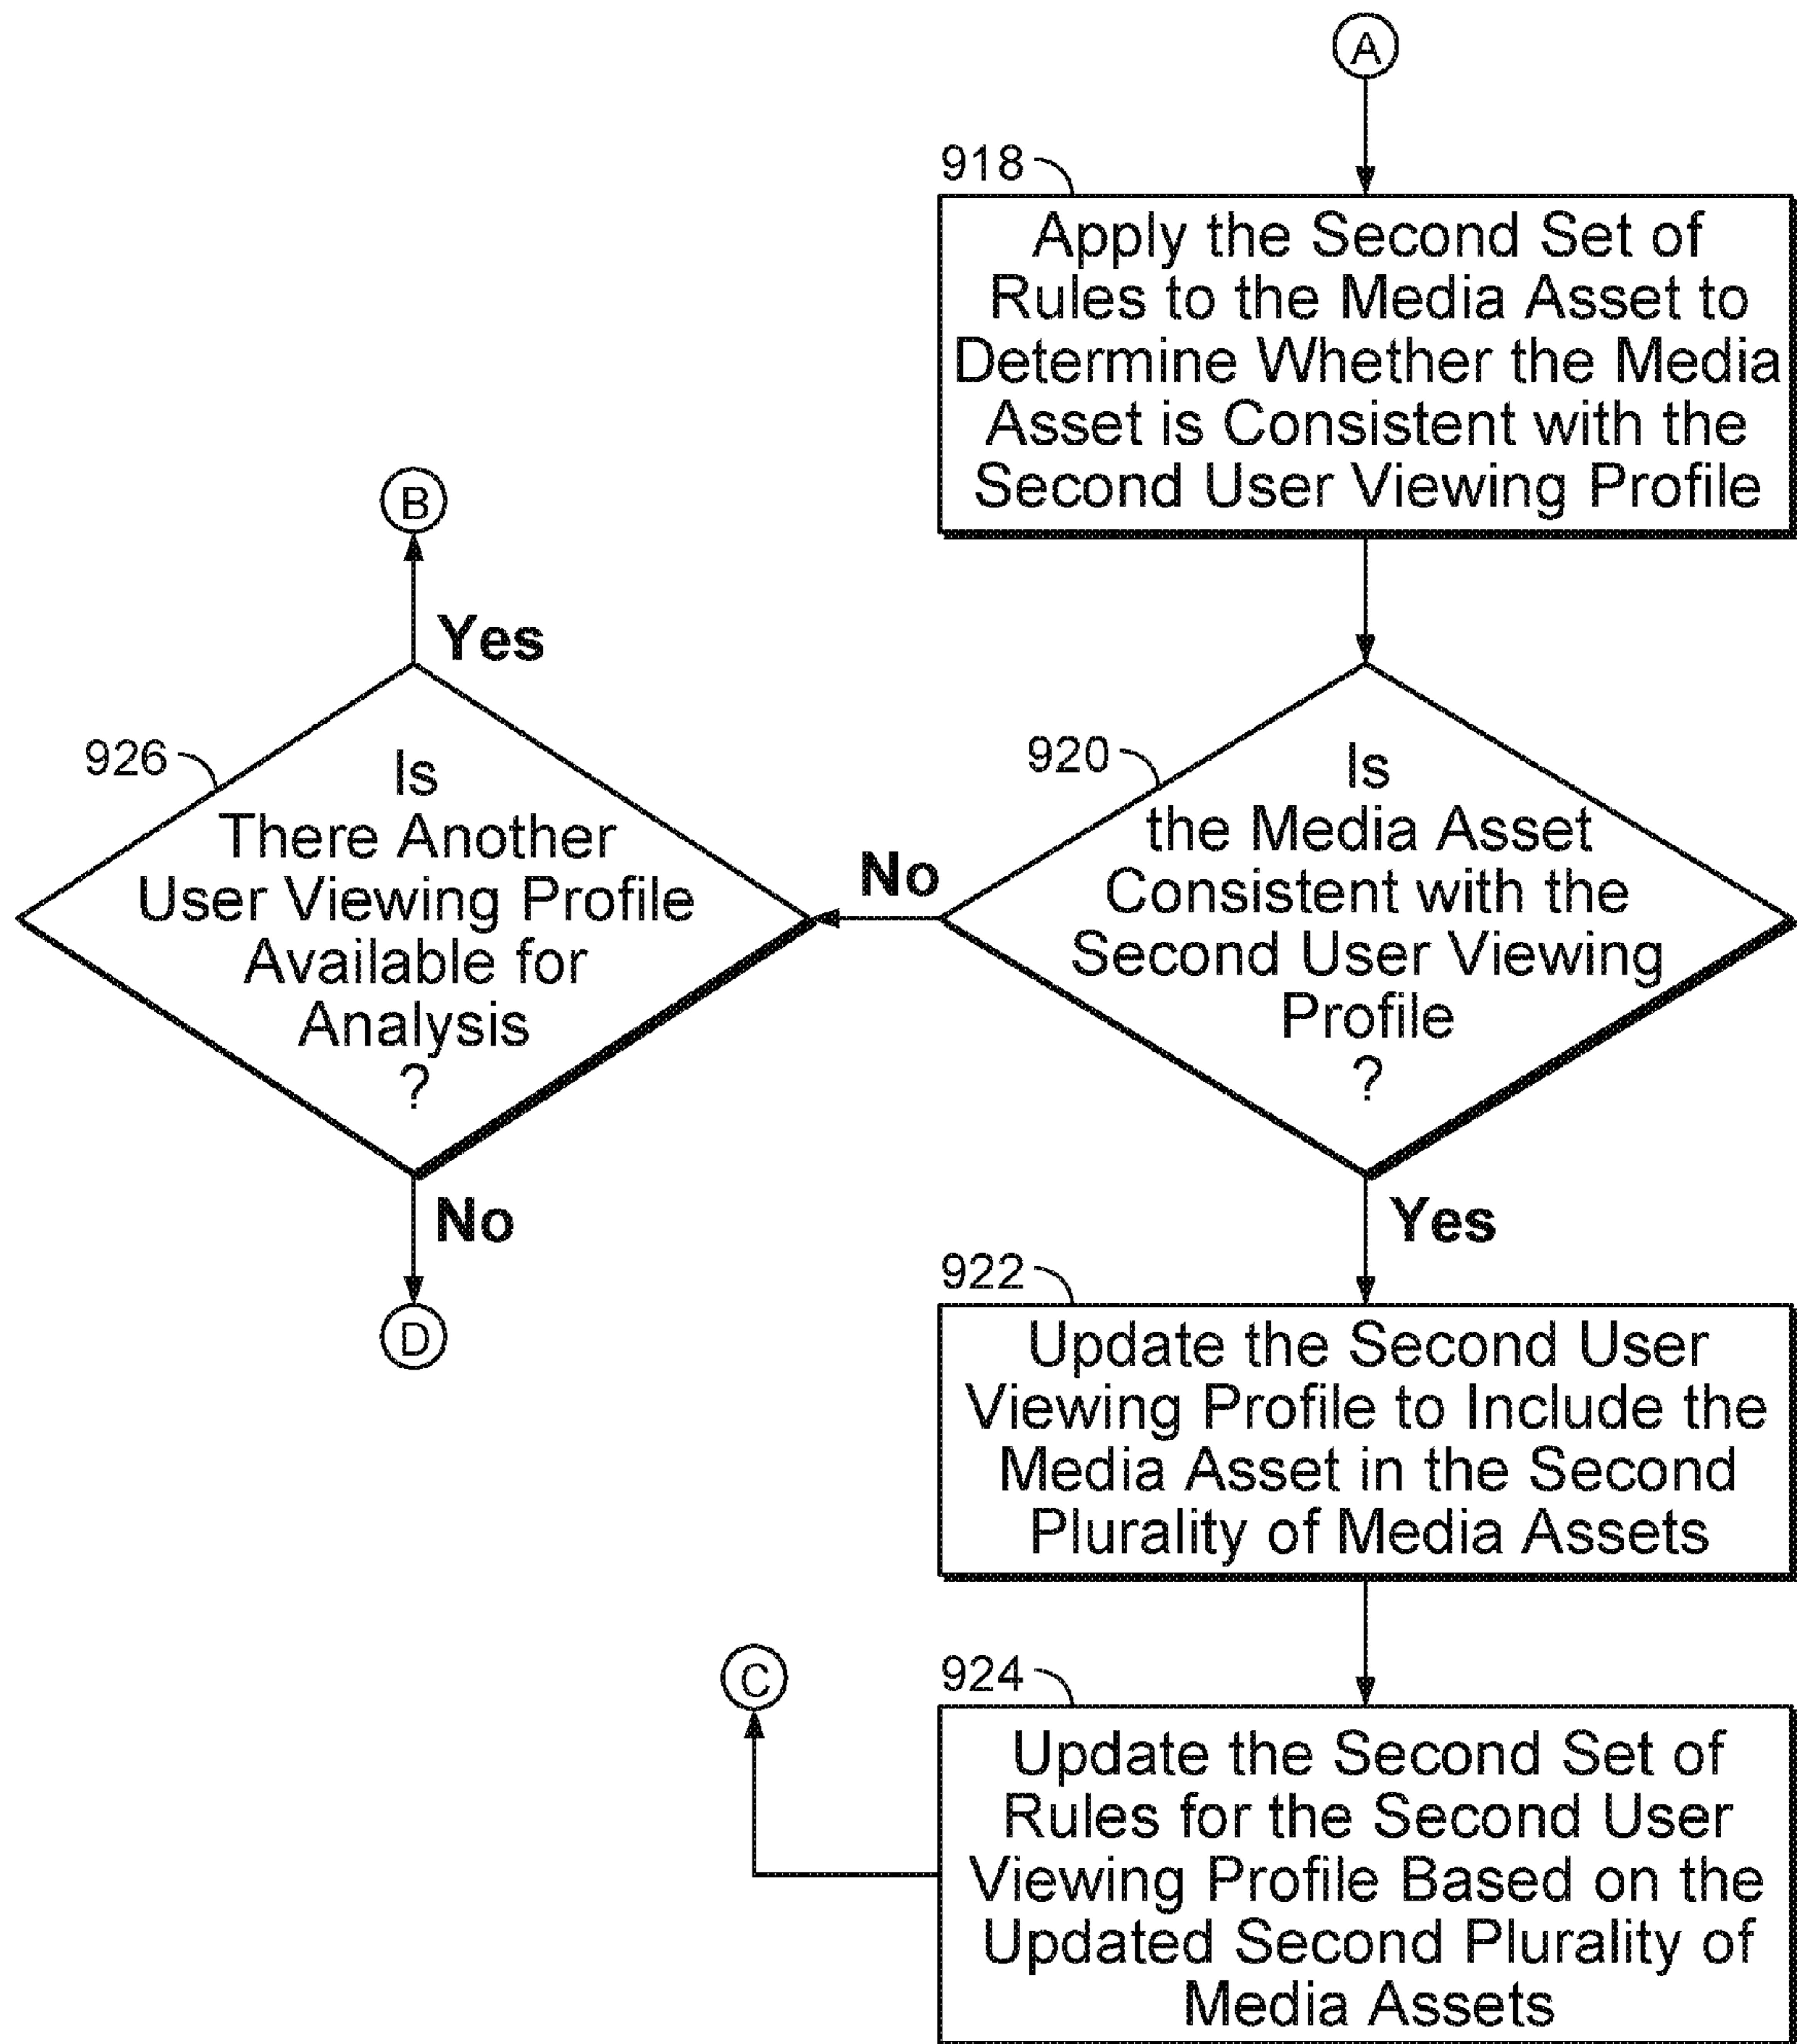 A
918
Apply the Second Set of
Rules to the Media Asset to
Determine Whether the Media
Asset is Consistent with the
Second User Viewing Profile
B
Yes
926
Is
There Another
User Viewing Profile
Available for
Analysis
?
No
D
920
Is
the Media Asset
Consistent with the
Second User Viewing
Profile
?
No
Yes
922
Update the Second User
Viewing Profile to Include the
Media Asset in the Second
Plurality of Media Assets
C
924
Update the Second Set of
Rules for the Second User
Viewing Profile Based on the
Updated Second Plurality of
Media Assets